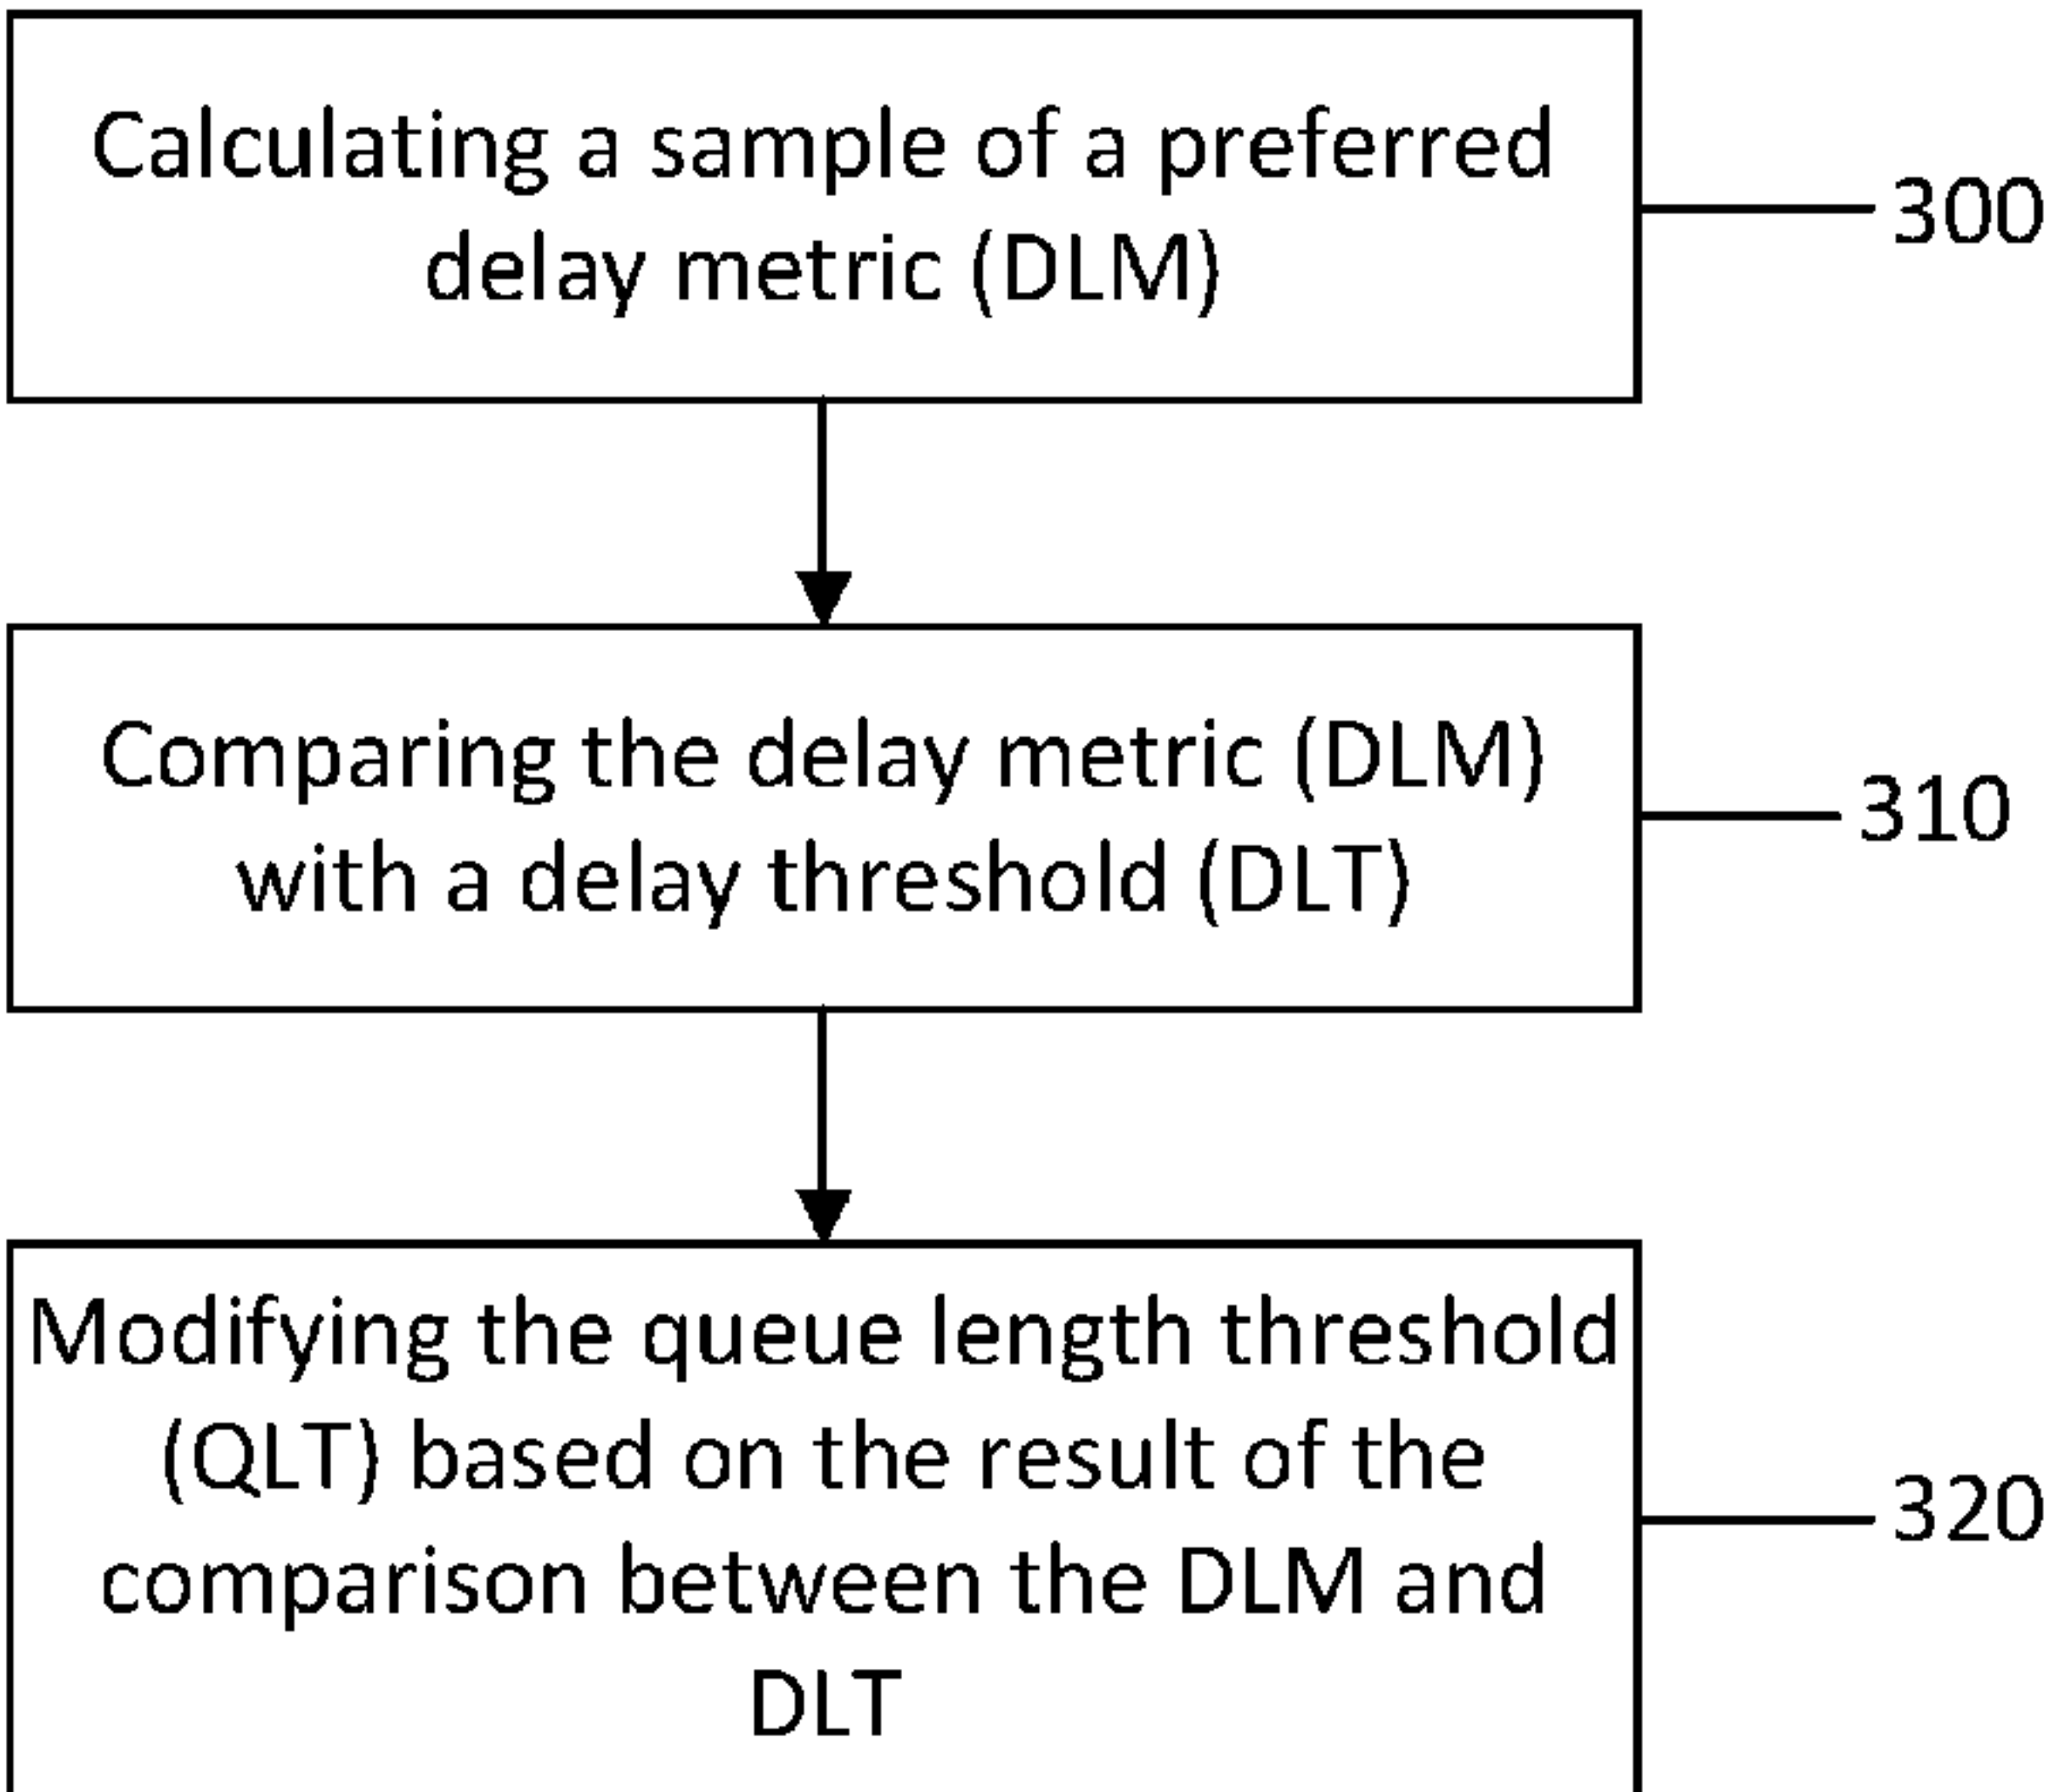 Calculating a sample of a preferred
delay metric (DLM)
300
Comparing the delay metric (DLM)
with a delay threshold (DLT)
310
Modifying the queue length threshold
(QLT) based on the result of the
comparison between the DLM and
DLT
320